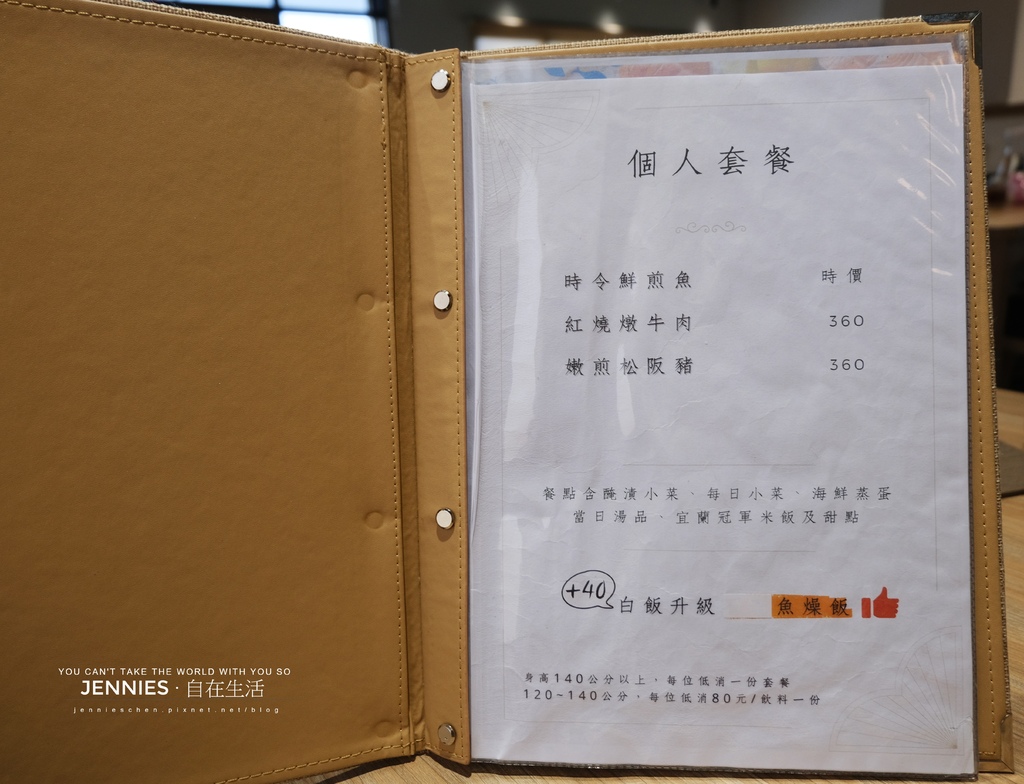 個人套餐
時令鮮煎魚 時價
紅燒燉牛肉 360
嫩煎松阪豬 360
餐點含醃漬小菜、每日小菜、海鮮蒸蛋
當日湯品、宜蘭冠軍米飯及甜點
+40 白飯升級 魚燥飯
身高140公分以上，每位低消一份套餐
120~140公分，每位低消80元/飲料一份
YOU CAN'T TAKE THE WORLD WITH YOU SO
JENNIES · 自在生活
jennieschen.pixnet.net/blog